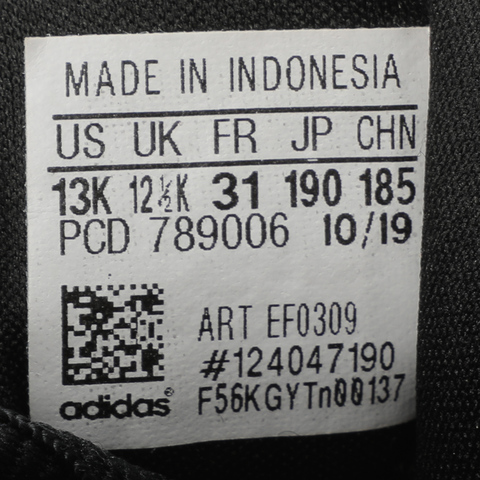 MADE IN INDONESIA
US UK FR JP CHN
13K 12½K 31 190 185
PCD 789006 10/19
ART EF0309
#124047190
adidas® F56KGYTn00137